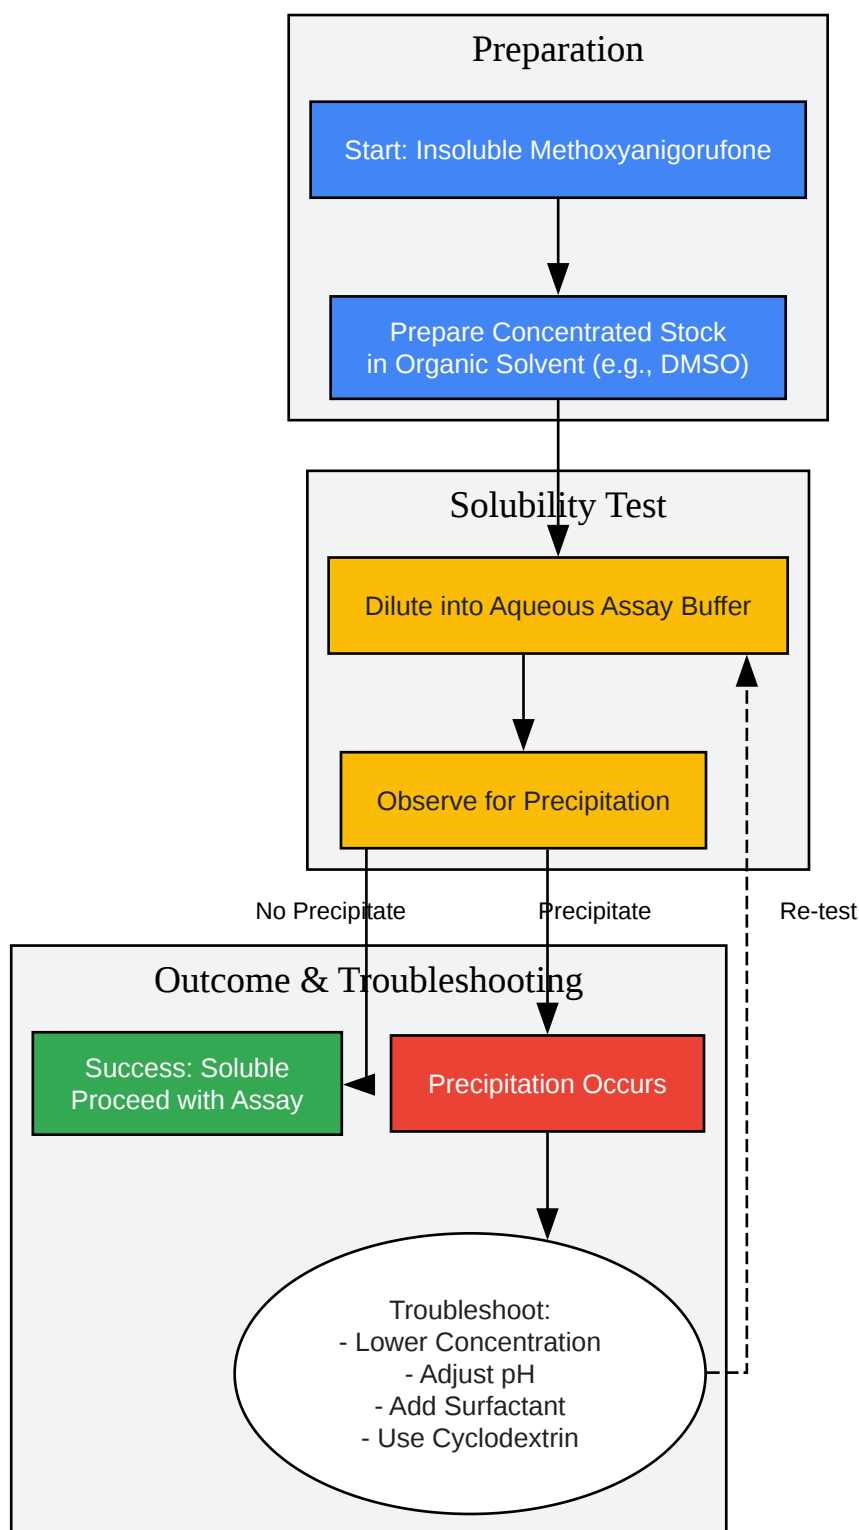 Preparation
Start: Insoluble Methoxyanigorufone
Prepare Concentrated Stock
in Organic Solvent (e.g., DMSO)
Solubility Test
Dilute into Aqueous Assay Buffer
Observe for Precipitation
No Precipitate
Precipitate
Re-test
Outcome & Troubleshooting
Success: Soluble
Proceed with Assay
Precipitation Occurs
Troubleshoot:
- Lower Concentration
- Adjust pH
- Add Surfactant
- Use Cyclodextrin